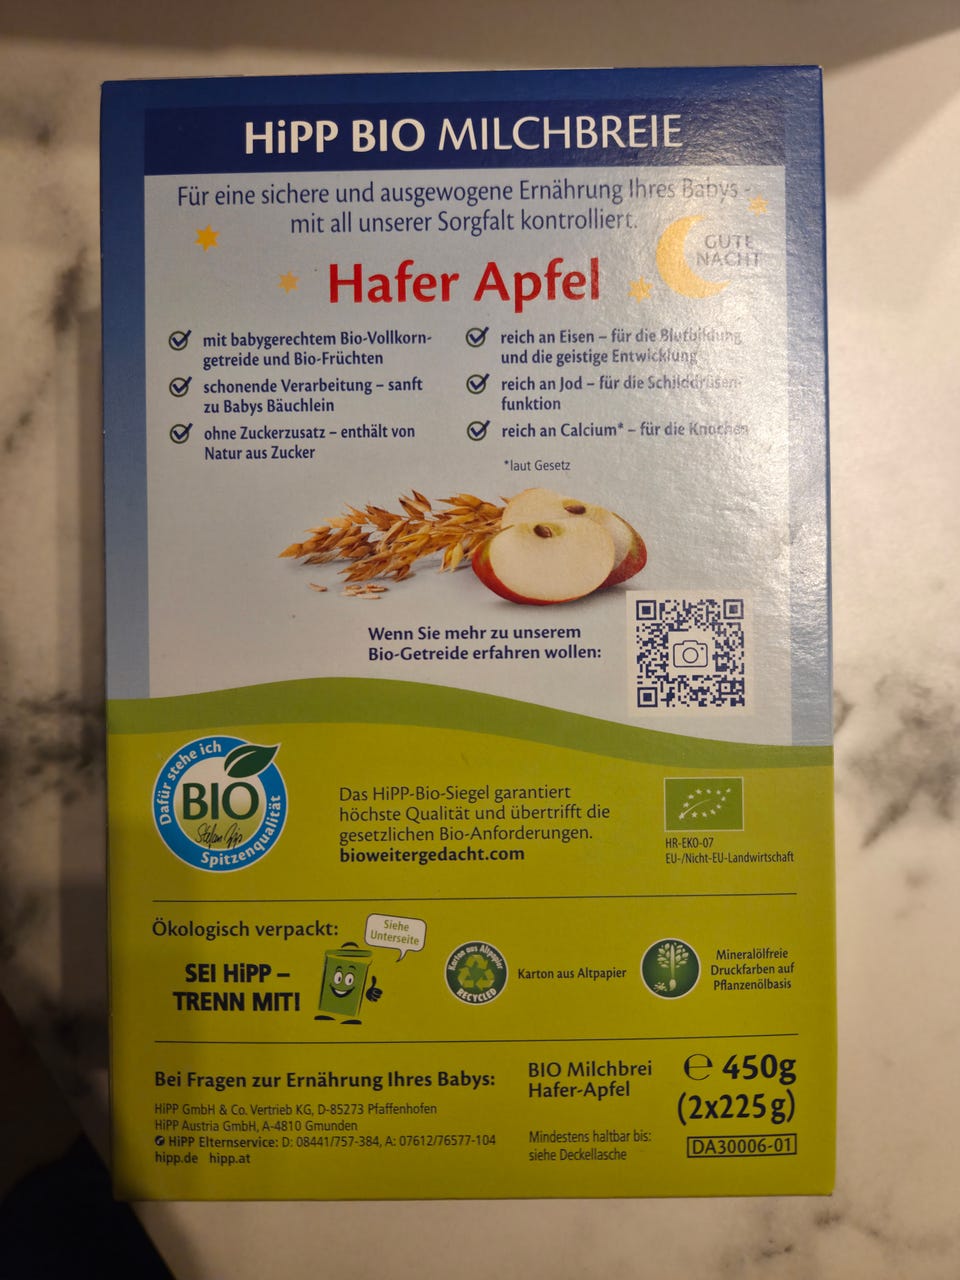 HiPP BIO MILCHBREIE
Für eine sichere und ausgewogene Ernährung Ihres Babys -
mit all unserer Sorgfalt kontrolliert.
GUTE
NACHT
Hafer Apfel
mit babygerechtem Bio-Vollkorn-
getreide und Bio-Früchten
schonende Verarbeitung – sanft
zu Babys Bäuchlein
ohne Zuckerzusatz – enthält von
Natur aus Zucker
reich an Eisen – für die Blutbildung
und die geistige Entwicklung
reich an Jod – für die Schilddrüsen-
funktion
reich an Calcium* – für die Knochen
*laut Gesetz
Wenn Sie mehr zu unserem
Bio-Getreide erfahren wollen:
Dafür stehe ich
BIO
Stefan Hipp
Spitzenqualität
Das HiPP-Bio-Siegel garantiert
höchste Qualität und übertrifft die
gesetzlichen Bio-Anforderungen.
bioweitergedacht.com
HR-EKO-07
EU-/Nicht-EU-Landwirtschaft
Ökologisch verpackt:
Siehe
Unterseite
SEI HiPP –
TRENN MIT!
Karton aus Altpapier
RECYCLED
Karton aus Altpapier
Mineralölfreie
Druckfarben auf
Pflanzenölbasis
Bei Fragen zur Ernährung Ihres Babys:
HiPP GmbH & Co. Vertrieb KG, D-85273 Pfaffenhofen
HiPP Austria GmbH, A-4810 Gmunden
HiPP Elternservice: D: 08441/757-384, A: 07612/76577-104
hipp.de hipp.at
BIO Milchbrei
Hafer-Apfel
℮ 450g
(2x225g)
Mindestens haltbar bis:
siehe Deckellasche
DA30006-01